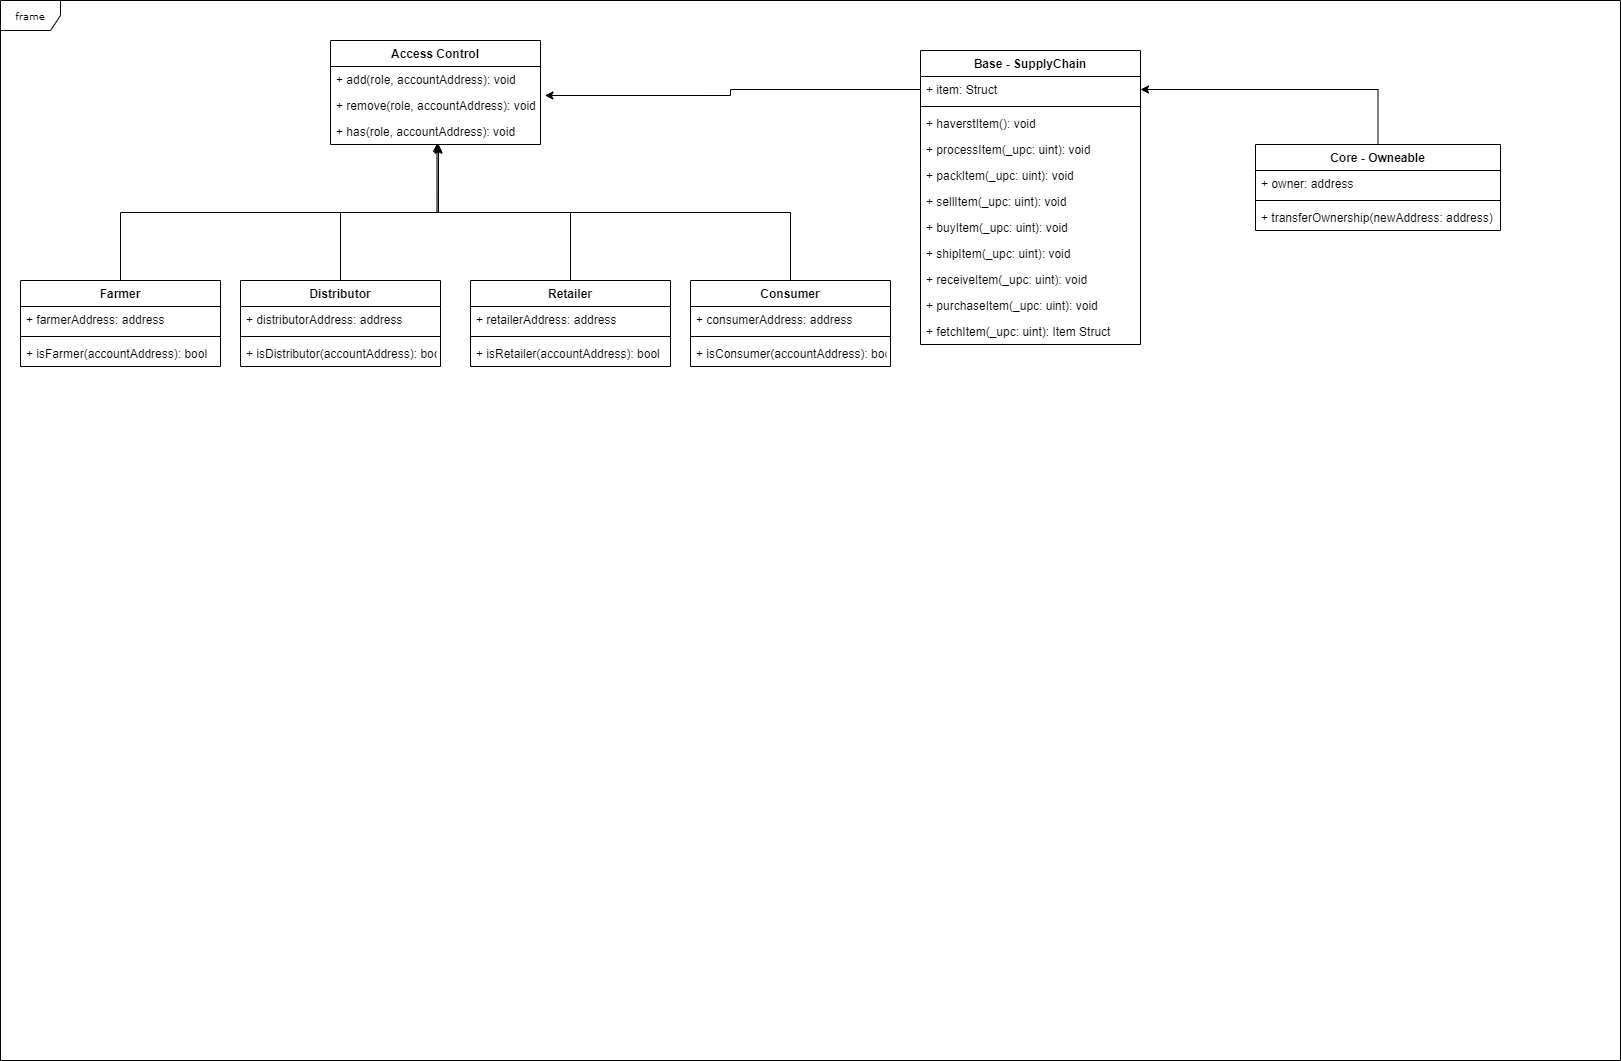 frame
Access Control
+ add(role, accountAddress): void
+ remove(role, accountAddress): void
+ has(role, accountAddress): void
Base - SupplyChain
+ item: Struct
+ haverstItem(): void
+ processItem(_upc: uint): void
+ packItem(_upc: uint): void
+ sellItem(_upc: uint): void
+ buyItem(_upc: uint): void
+ shipItem(_upc: uint): void
+ receiveItem(_upc: uint): void
+ purchaseItem(_upc: uint): void
+ fetchItem(_upc: uint): Item Struct
Core - Owneable
+ owner: address
+ transferOwnership(newAddress: address)
Farmer
+ farmerAddress: address
+ isFarmer(accountAddress): bool
Distributor
+ distributorAddress: address
+ isDistributor(accountAddress):
Retailer
+ retailerAddress: address
+ isRetailer(accountAddress): bool
Consumer
+ consumerAddress: address
+ isConsumer(accountAddress):